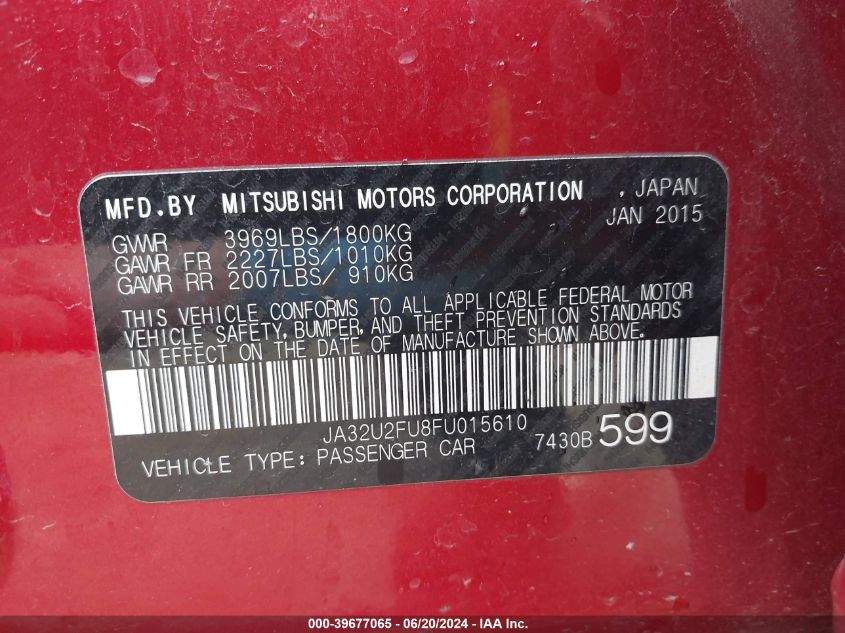 MFD.BY MITSUBISHI MOTORS CORPORATION , JAPAN
JAN 2015
GVWR 3969LBS/1800KG
GAWR FR 2227LBS/1010KG
GAWR RR 2007LBS/ 910KG
THIS VEHICLE CONFORMS TO ALL APPLICABLE FEDERAL MOTOR
VEHICLE SAFETY, BUMPER, AND THEFT PREVENTION STANDARDS
IN EFFECT ON THE DATE OF MANUFACTURE SHOWN ABOVE.
JA32U2FU8FU015610
7430B 599
VEHICLE TYPE: PASSENGER CAR
000-39677065 - 06/20/2024 - IAA Inc.